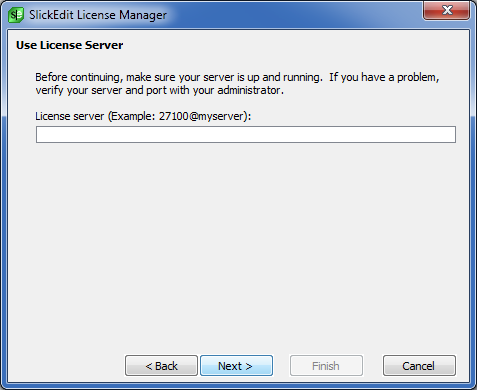 SlickEdit License Manager
Use License Server
Before continuing, make sure your server is up and running.  If you have a problem,
verify your server and port with your administrator.
License server (Example: 27100@myserver):
< Back
Next >
Finish
Cancel